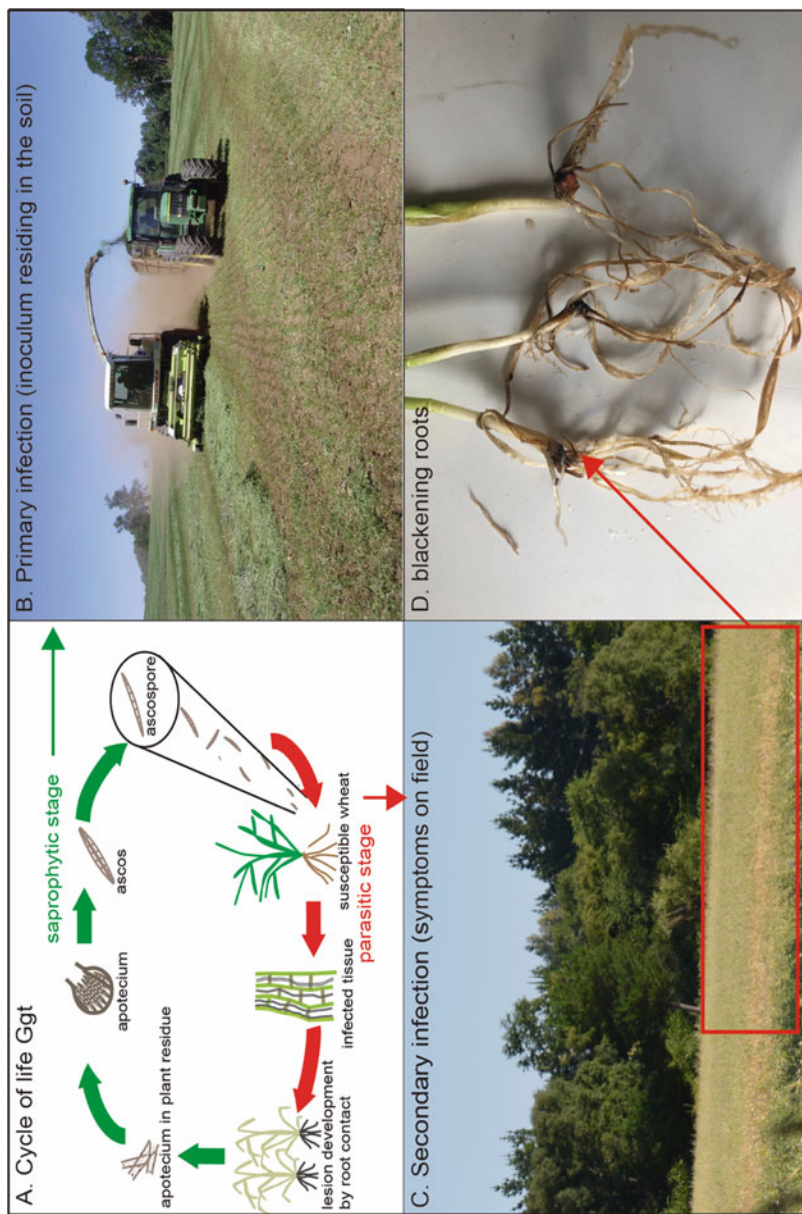 A. Cycle of life Ggt
saprophytic stage
apotecium
ascos
ascospore
apotecium in plant residue
lesion development
by root contact
infected tissue
susceptible wheat
parasitic stage
B. Primary infection (inoculum residing in the soil)
C. Secondary infection (symptoms on field)
D. blackening roots